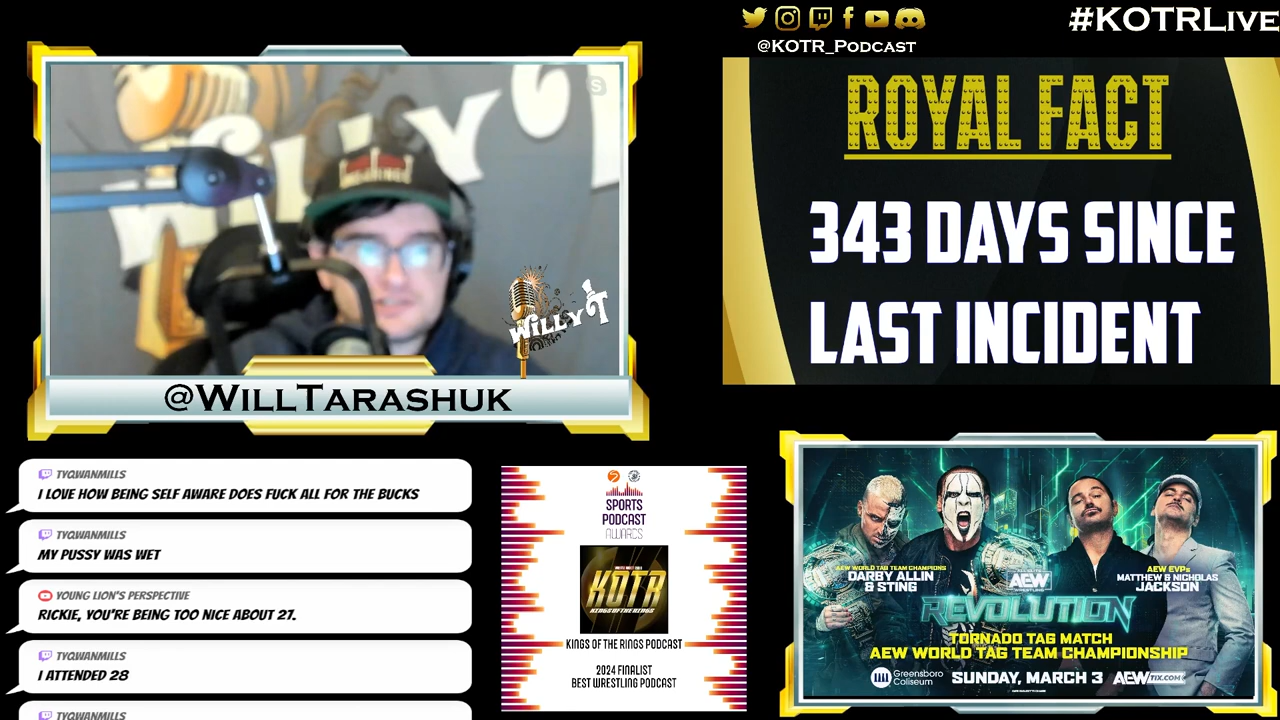 #KOTRLive
@KOTR_Podcast
ROYAL FACT
343 DAYS SINCE
LAST INCIDENT
WiLLyT
@WillTarashuk
TYQWANMILLS
I LOVE HOW BEING SELF AWARE DOES FUCK ALL FOR THE BUCKS
TYQWANMILLS
MY PUSSY WAS WET
YOUNG LION'S PERSPECTIVE
RICKIE, YOU'RE BEING TOO NICE ABOUT 27.
TYQWANMILLS
I ATTENDED 28
TYQWANMILLS
SPORTS
PODCAST
AWARDS
KOTR
KINGS OF THE RINGS
KINGS OF THE RINGS PODCAST
2024 FINALIST
BEST WRESTLING PODCAST
AEW WORLD TAG TEAM CHAMPIONS
DARBY ALLIN
& STING
AEW
AEW EVPs
MATTHEW & NICHOLAS
JACKSON
REVOLUTION
TORNADO TAG MATCH
AEW WORLD TAG TEAM CHAMPIONSHIP
Greensboro
Coliseum
SUNDAY, MARCH 3
AEWTIX.COM